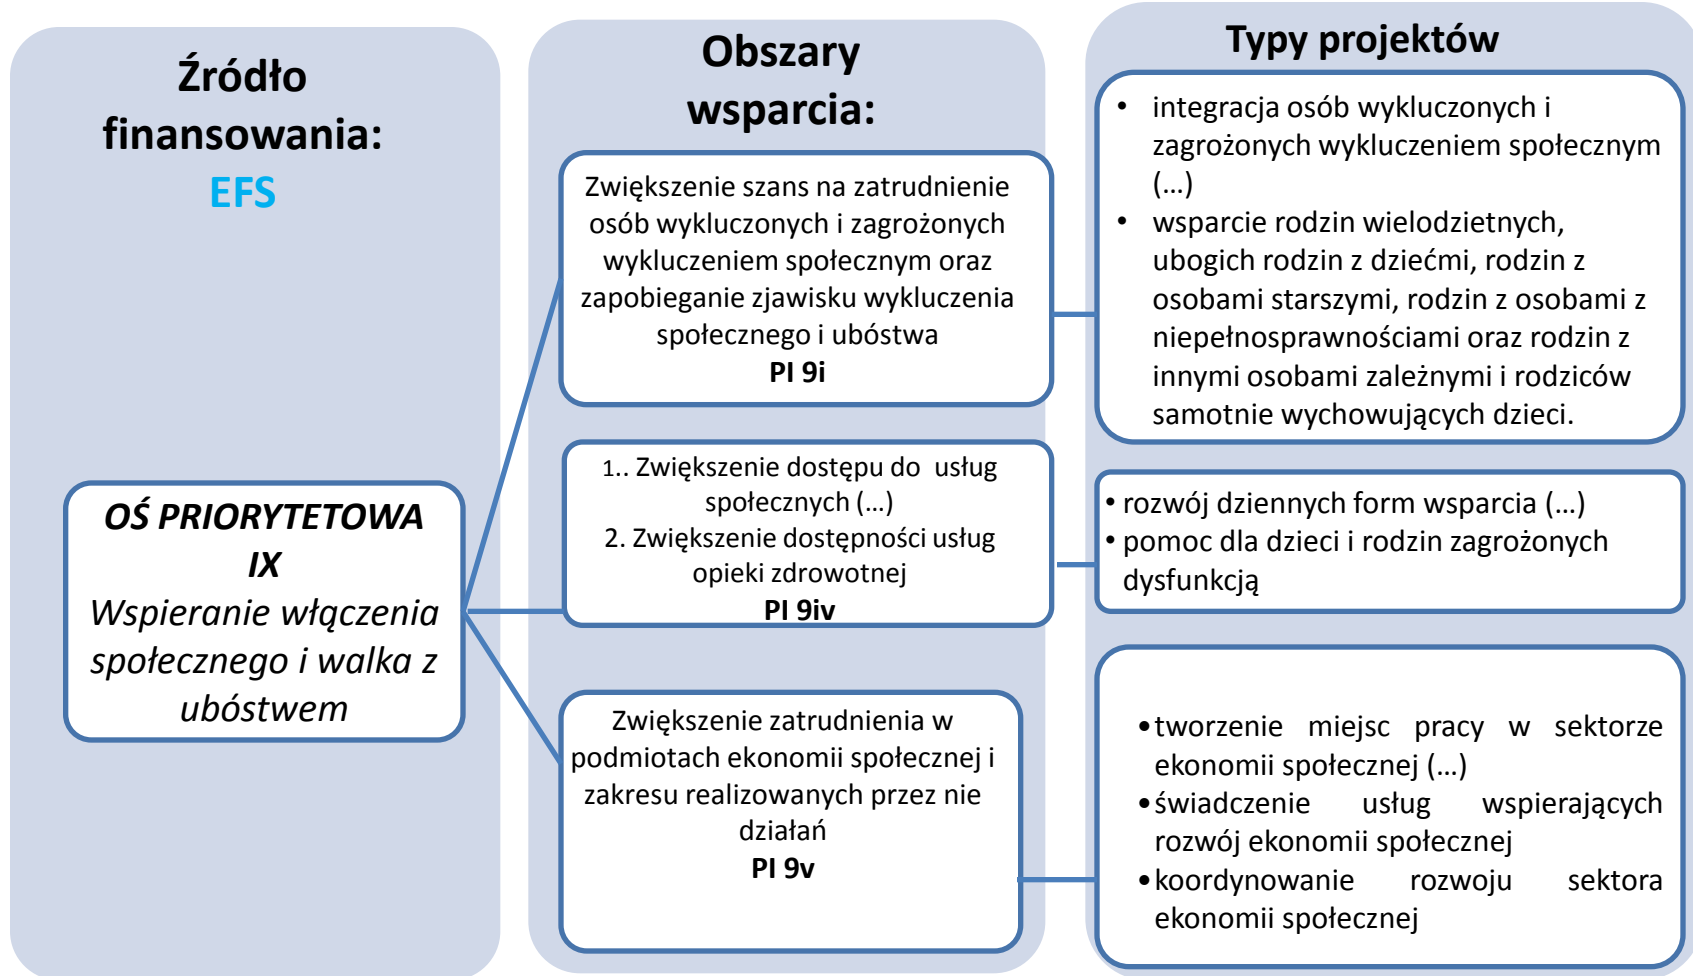 Źródło
finansowania:
EFS
OŚ PRIORYTETOWA
IX
Wspieranie włączenia
społecznego i walka z
ubóstwem
Obszary
wsparcia:
Zwiększenie szans na zatrudnienie
osób wykluczonych i zagrożonych
wykluczeniem społecznym oraz
zapobieganie zjawisku wykluczenia
społecznego i ubóstwa
PI 9i
1.. Zwiększenie dostępu do usług
społecznych (...)
2. Zwiększenie dostępności usług
opieki zdrowotnej
PI 9iv
Zwiększenie zatrudnienia w
podmiotach ekonomii społecznej i
zakresu realizowanych przez nie
działań
PI 9v
Typy projektów
• integracja osób wykluczonych i
zagrożonych wykluczeniem społecznym
(...)
• wsparcie rodzin wielodzietnych,
ubogich rodzin z dziećmi, rodzin z
osobami starszymi, rodzin z osobami z
niepełnosprawnościami oraz rodzin z
innymi osobami zależnymi i rodziców
samotnie wychowujących dzieci.
• rozwój dziennych form wsparcia (...)
• pomoc dla dzieci i rodzin zagrożonych
dysfunkcją
• tworzenie miejsc pracy w sektorze
ekonomii społecznej (...)
• świadczenie usług wspierających
rozwój ekonomii społecznej
• koordynowanie rozwoju sektora
ekonomii społecznej